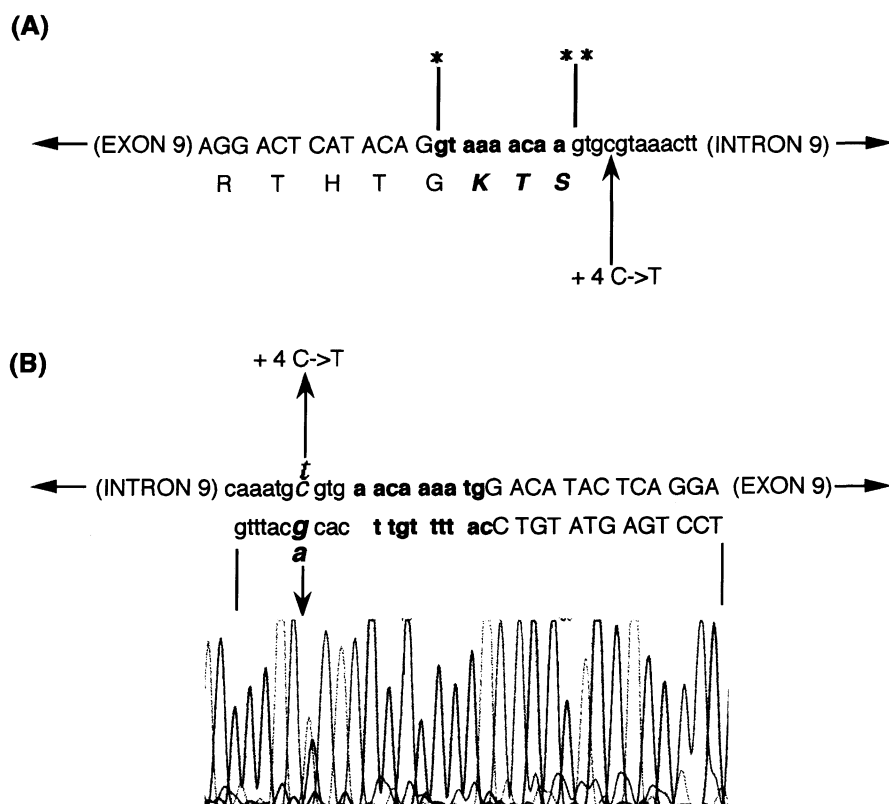 (A)
* **
(EXON 9) AGG ACT CAT ACA Ggt aaa aca a gtgcgtaaactt (INTRON 9)
R T H T G K T S
+ 4 C->T
(B)
+ 4 C->T
t
(INTRON 9) caaatgc gtg a aca aaa tgG ACA TAC TCA GGA (EXON 9)
gtttacg cac t tgt ttt acC TGT ATG AGT CCT
a